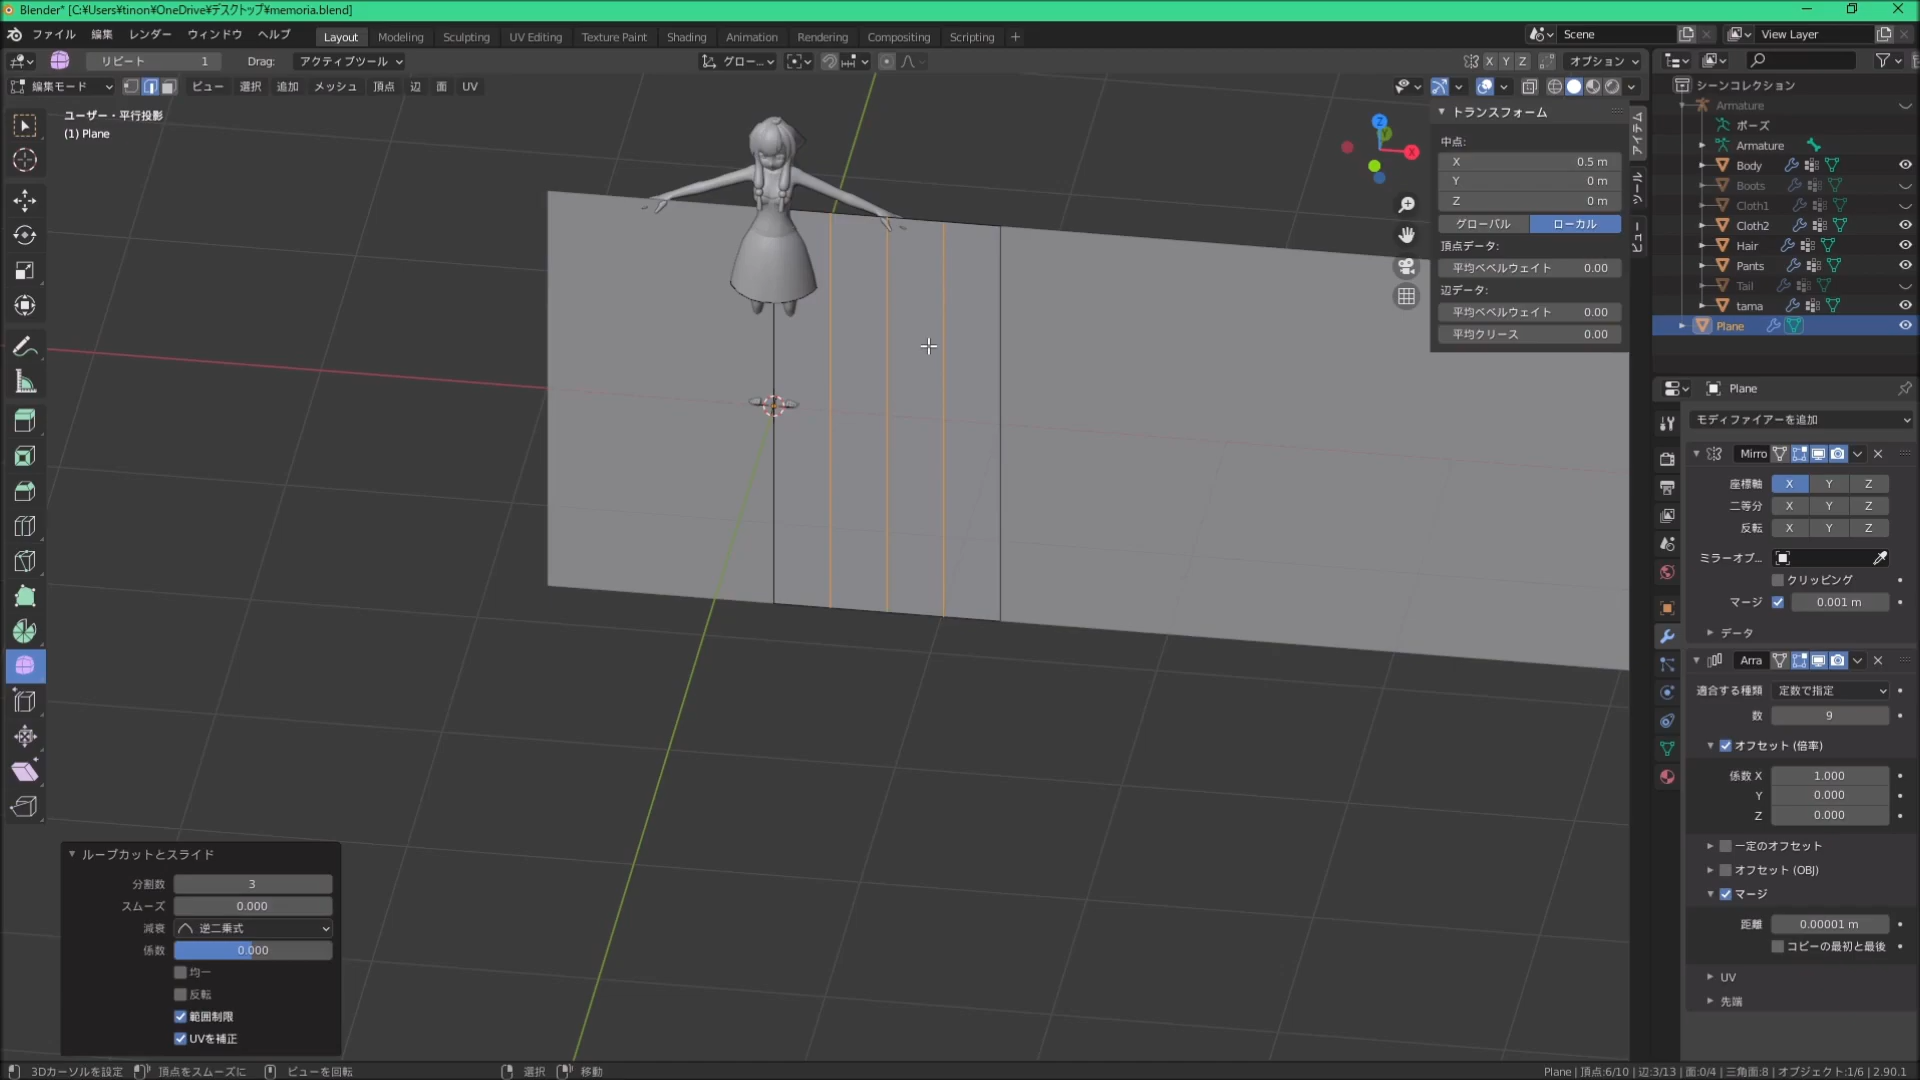 Blender* [C:¥Users¥tinon¥OneDrive¥デスクトップ¥memoria.blend]
ファイル 編集 レンダー ウィンドウ ヘルプ Layout Modeling Sculpting UV Editing Texture Paint Shading Animation Rendering Compositing Scripting + Scene View Layer
リピート 1 Drag: アクティブツール グロー... X Y Z オプション
編集モード ビュー 選択 追加 メッシュ 頂点 辺 面 UV
ユーザー・平行投影
(1) Plane
Z
Y
X
トランスフォーム
中点:
X 0.5 m
Y 0 m
Z 0 m
グローバル ローカル
頂点データ:
平均ベベルウェイト 0.00
辺データ:
平均ベベルウェイト 0.00
平均クリース 0.00
アイテム
ツール
ビュー
シーンコレクション
Armature
ポーズ
Armature
Body
Boots
Cloth1
Cloth2
Hair
Pants
Tail
tama
Plane
Plane
モディファイアーを追加
Mirro
座標軸 X Y Z
二等分 X Y Z
反転 X Y Z
ミラーオブ...
クリッピング
マージ 0.001 m
データ
Arra
適合する種類 定数で指定
数 9
オフセット (倍率)
係数 X 1.000
Y 0.000
Z 0.000
一定のオフセット
オフセット (OBJ)
マージ
距離 0.00001 m
コピーの最初と最後
UV
先端
ループカットとスライド
分割数 3
スムーズ 0.000
減衰 逆二乗式
係数 0.000
均一
反転
範囲制限
UVを補正
3Dカーソルを設定 頂点をスムーズに ビューを回転 選択 移動 Plane | 頂点:6/10 | 辺:3/13 | 面:0/4 | 三角面:8 | オブジェクト:1/6 | 2.90.1